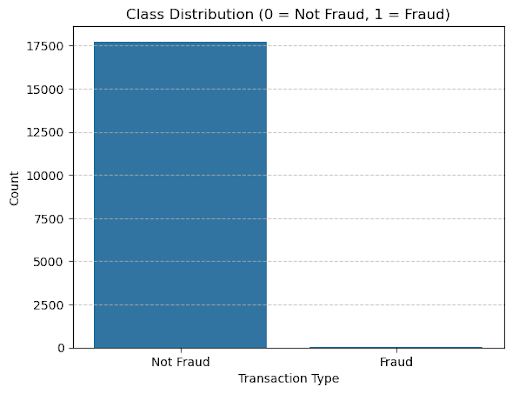 Class Distribution (0 = Not Fraud, 1 = Fraud)
17500
15000
12500
10000
7500
5000
2500
0
Count
Not Fraud
Fraud
Transaction Type